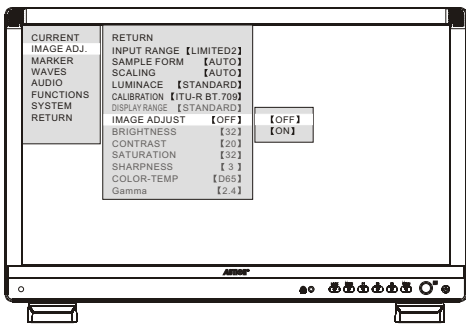 CURRENT
IMAGE ADJ.
MARKER
WAVES
AUDIO
FUNCTIONS
SYSTEM
RETURN
RETURN
INPUT RANGE【LIMITED2】
SAMPLE FORM 【AUTO】
SCALING 【AUTO】
LUMINACE 【STANDARD】
CALIBRATION【ITU-R BT.709】
DISPLAY RANGE 【STANDARD】
IMAGE ADJUST 【OFF】
BRIGHTNESS 【32】
CONTRAST 【20】
SATURATION 【32】
SHARPNESS 【 3 】
COLOR-TEMP 【D65】
Gamma 【2.4】
【OFF】
【ON】